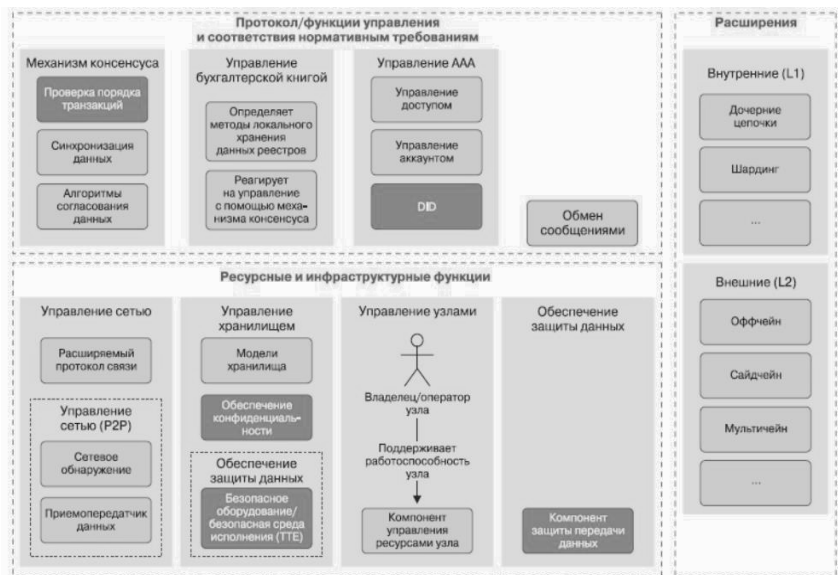 Протокол/функции управления
и соответствия нормативным требованиям
Механизм консенсуса
Проверка порядка
транзакций
Синхронизация
данных
Алгоритмы
согласования
данных
Управление
бухгалтерской книгой
Определяет
методы локального
хранения
данных реестров
Реагирует
на управление
с помощью меха-
низма консенсуса
Управление ААА
Управление
доступом
Управление
аккаунтом
DID
Обмен
сообщениями
Ресурсные и инфраструктурные функции
Управление сетью
Расширяемый
протокол связи
Управление
сетью (P2P)
Сетевое
обнаружение
Приемопередатчик
данных
Управление
хранилищем
Модели
хранилища
Обеспечение
конфиденциаль-
ности
Обеспечение
защиты данных
Безопасное
оборудование/
безопасная среда
исполнения (TTE)
Управление узлами
Владелец/оператор
узла
Поддерживает
работоспособность
узла
Компонент
управления
ресурсами узла
Обеспечение
защиты данных
Компонент
защиты передачи
данных
Расширения
Внутренние (L1)
Дочерние
цепочки
Шардинг
...
Внешние (L2)
Оффчейн
Сайдчейн
Мультичейн
...